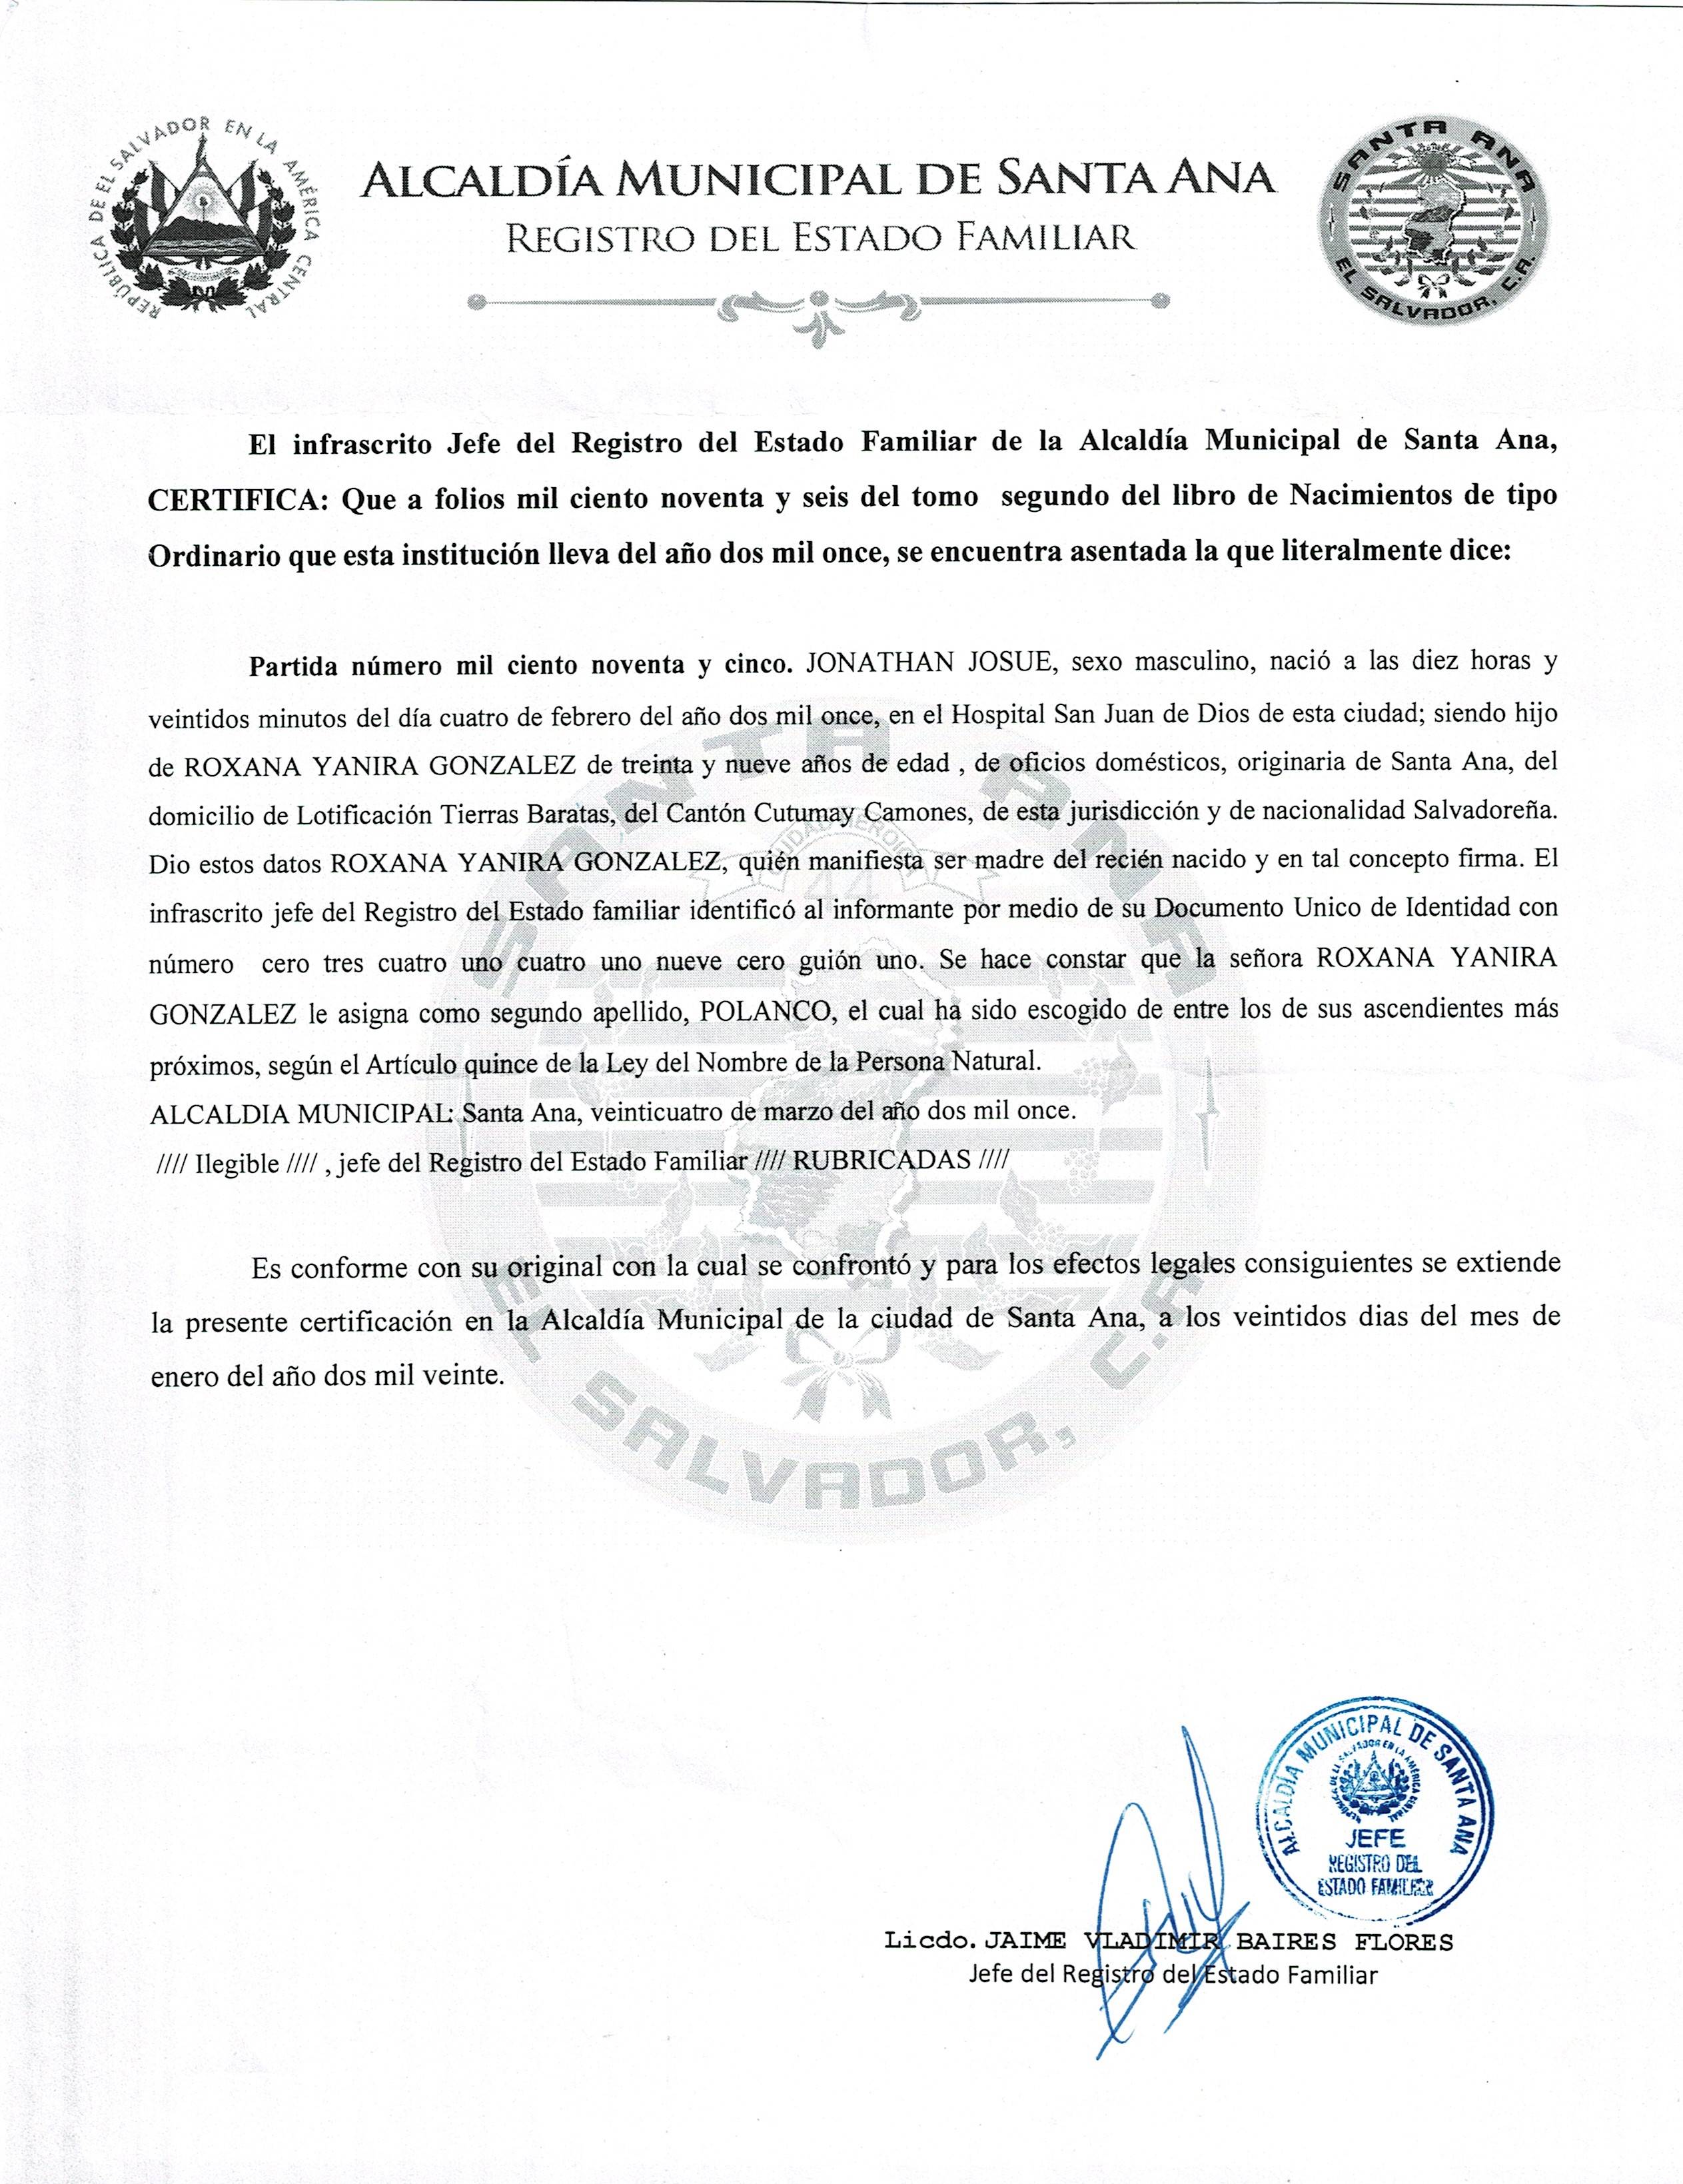 REPÚBLICA DE EL SALVADOR EN LA AMÉRICA CENTRAL
ALCALDÍA MUNICIPAL DE SANTA ANA
REGISTRO DEL ESTADO FAMILIAR
SANTA ANA
EL SALVADOR, C.A.
El infrascrito Jefe del Registro del Estado Familiar de la Alcaldía Municipal de Santa Ana,
CERTIFICA: Que a folios mil ciento noventa y seis del tomo segundo del libro de Nacimientos de tipo
Ordinario que esta institución lleva del año dos mil once, se encuentra asentada la que literalmente dice:
Partida número mil ciento noventa y cinco. JONATHAN JOSUE, sexo masculino, nació a las diez horas y
veintidos minutos del día cuatro de febrero del año dos mil once, en el Hospital San Juan de Dios de esta ciudad; siendo hijo
de ROXANA YANIRA GONZALEZ de treinta y nueve años de edad , de oficios domésticos, originaria de Santa Ana, del
domicilio de Lotificación Tierras Baratas, del Cantón Cutumay Camones, de esta jurisdicción y de nacionalidad Salvadoreña.
Dio estos datos ROXANA YANIRA GONZALEZ, quién manifiesta ser madre del recién nacido y en tal concepto firma. El
infrascrito jefe del Registro del Estado familiar identificó al informante por medio de su Documento Unico de Identidad con
número cero tres cuatro uno cuatro uno nueve cero guión uno. Se hace constar que la señora ROXANA YANIRA
GONZALEZ le asigna como segundo apellido, POLANCO, el cual ha sido escogido de entre los de sus ascendientes más
próximos, según el Artículo quince de la Ley del Nombre de la Persona Natural.
ALCALDIA MUNICIPAL: Santa Ana, veinticuatro de marzo del año dos mil once.
//// Ilegible //// , jefe del Registro del Estado Familiar //// RUBRICADAS ////
Es conforme con su original con la cual se confrontó y para los efectos legales consiguientes se extiende
la presente certificación en la Alcaldía Municipal de la ciudad de Santa Ana, a los veintidos dias del mes de
enero del año dos mil veinte.
SANTA ANA
CIUDAD HEROICA
44
EL SALVADOR, C.A.
ALCALDÍA MUNICIPAL DE SANTA ANA
REPÚBLICA DE EL SALVADOR EN LA AMÉRICA CENTRAL
JEFE
REGISTRO DEL
ESTADO FAMILIAR
Licdo. JAIME VLADIMIR BAIRES FLORES
Jefe del Registro del Estado Familiar